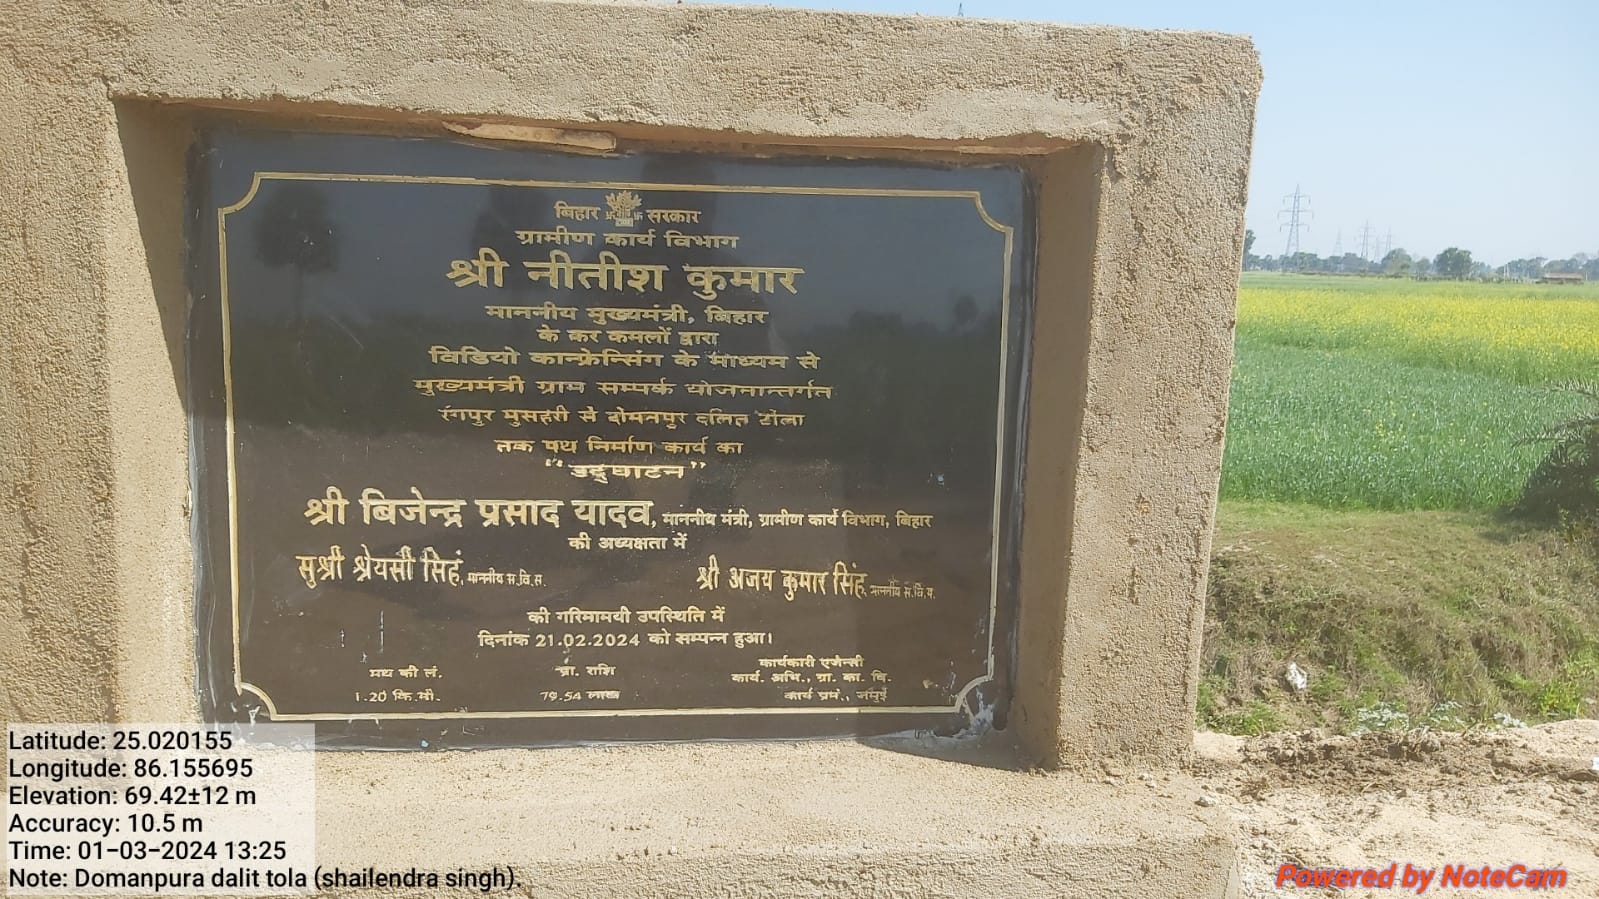 बिहार सरकार
ग्रामीण कार्य विभाग
श्री नीतीश कुमार
माननीय मुख्यमंत्री, बिहार
के कर कमलों द्वारा
विडियो कान्फ्रेन्सिंग के माध्यम से
मुख्यमंत्री ग्राम सम्पर्क योजनान्तर्गत
रंगपुर मुसहरी से दोमनपुर दलित टोला
तक पथ निर्माण कार्य का
"उद्घाटन"
श्री बिजेन्द्र प्रसाद यादव, माननीय मंत्री, ग्रामीण कार्य विभाग, बिहार
की अध्यक्षता में
सुश्री श्रेयसी सिहं, माननीय स.वि.स. श्री अजय कुमार सिंह, माननीय स.वि.प.
की गरिमामयी उपस्थिति में
दिनांक 21.02.2024 को सम्पन्न हुआ।
पथ की लं. प्रा. राशि कार्यकारी एजेन्सी
कार्य. अभि., ग्रा. का. वि.
1.20 कि.मी. 79.54 लाख कार्य प्रमं., जमुई
Latitude: 25.020155
Longitude: 86.155695
Elevation: 69.42±12 m
Accuracy: 10.5 m
Time: 01-03-2024 13:25
Note: Domanpura dalit tola (shailendra singh).
Powered by NoteCam